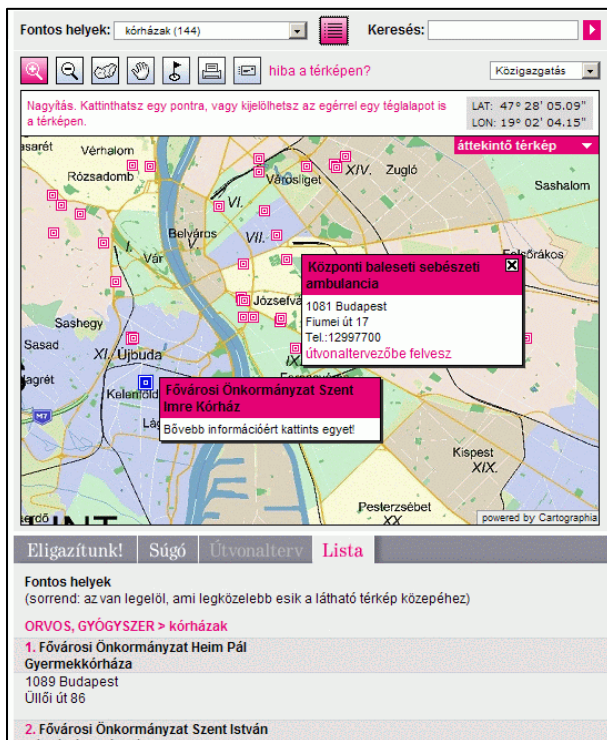 Fontos helyek: kórházak (144) Keresés:
hiba a térképen? Közigazgatás
Nagyítás. Kattinthatsz egy pontra, vagy kijelölhetsz az egérrel egy téglalapot is
a térképen.
LAT: 47° 28' 05.09"
LON: 19° 02' 04.15"
áttekintő térkép
asarét
Vérhalom
Rózsadomb
XIV. Zugló
Városliget
Sashalom
VI.
Belváros
V.
VII.
I.
Vár
Felsőrákos
Központi baleseti sebészeti
ambulancia
1081 Budapest
Fiumei út 17
Tel.:12997700
útvonaltervezőbe felvesz
Józsefvá
Sashegy
Sasad
XI. Újbuda
IX.
Ferencváros
agrét
Kelenföld
Fővárosi Önkormányzat Szent
Imre Kórház
Bővebb információért kattints egyet!
M7
Lág
Kispest
XIX.
Pesterzsébet
XX
powered by Cartographia
Eligazítunk! Súgó Útvonalterv Lista
Fontos helyek
(sorrend: az van legelöl, ami legközelebb esik a látható térkép közepéhez)
ORVOS, GYÓGYSZER > kórházak
1. Fővárosi Önkormányzat Heim Pál
Gyermekkórháza
1089 Budapest
Üllői út 86
2. Fővárosi Önkormányzat Szent István